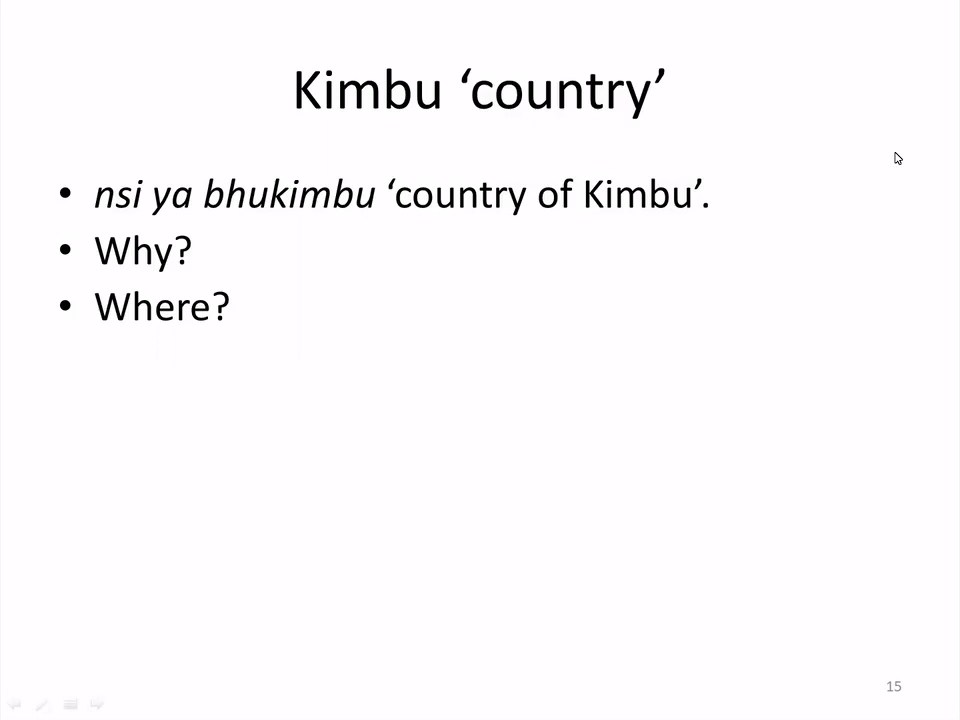 Kimbu ‘country’
• nsi ya bhukimbu ‘country of Kimbu’.
• Why?
• Where?
15